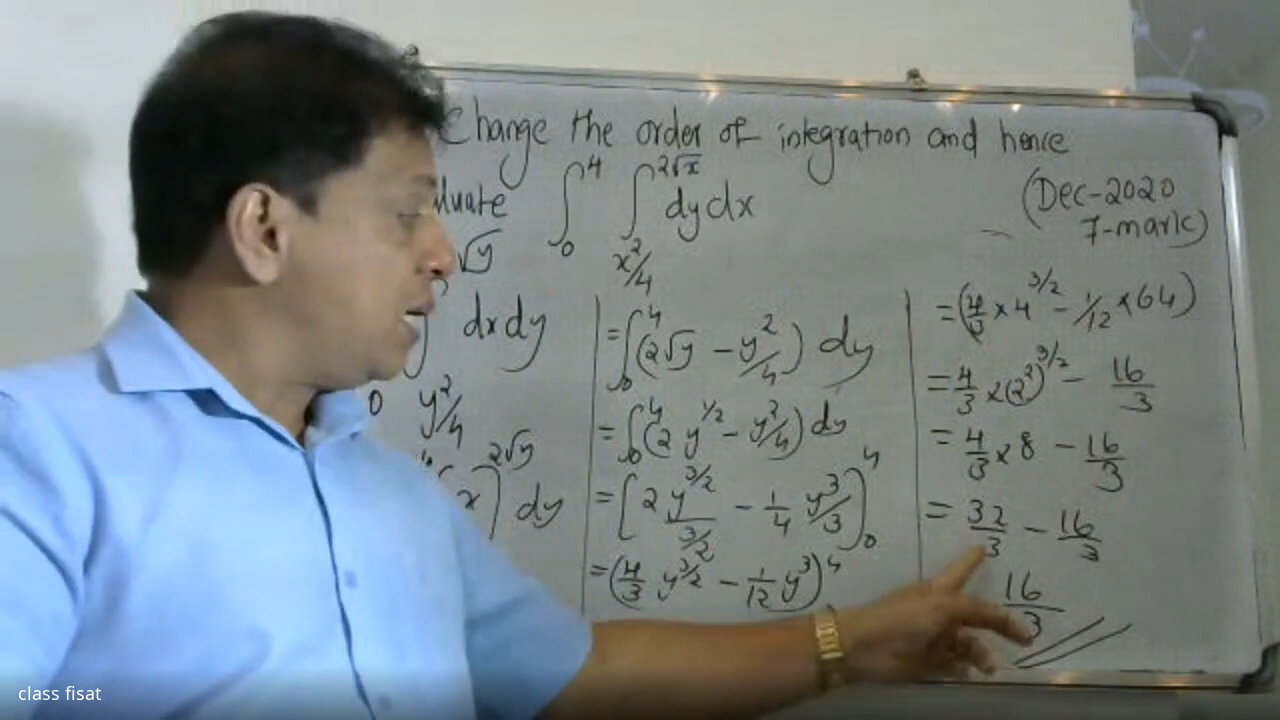 Change the order of integration and hence
∫₀⁴ ∫_{x²/4}^{2√x} dy dx
(Dec-2020
7-mark)
√y
dx dy
0 y²/4
2√y
x) dy
= ∫₀⁴ (2√y - y²/4) dy
= ∫₀⁴ (2 y^{1/2} - y²/4) dy
= [2 y^{3/2}/(3/2) - 1/4 y³/3]₀⁴
= (4/3 y^{3/2} - 1/12 y³)⁴
= (4/3 × 4^{3/2} - 1/12 × 64)
= 4/3 × (2²)^{3/2} - 16/3
= 4/3 × 8 - 16/3
= 32/3 - 16/3
16/3
class fisat